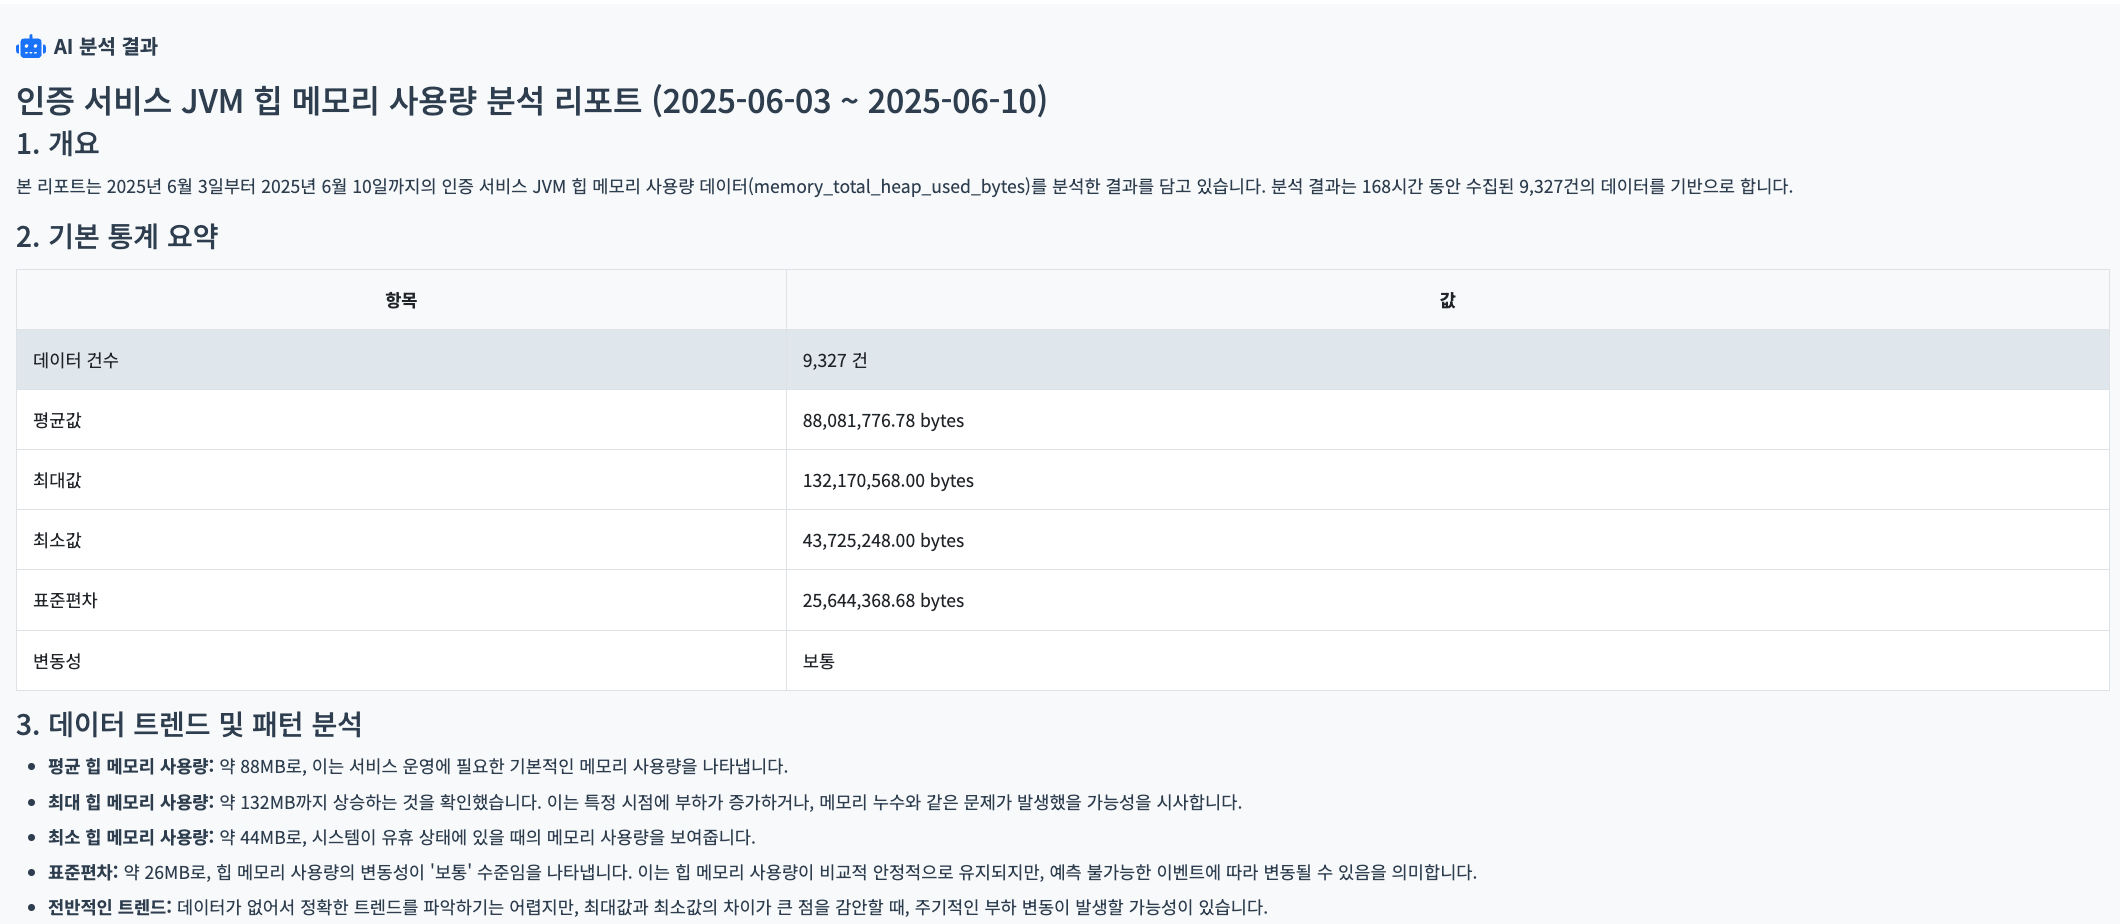 AI 분석 결과
인증 서비스 JVM 힙 메모리 사용량 분석 리포트 (2025-06-03 ~ 2025-06-10)
1. 개요
본 리포트는 2025년 6월 3일부터 2025년 6월 10일까지의 인증 서비스 JVM 힙 메모리 사용량 데이터(memory_total_heap_used_bytes)를 분석한 결과를 담고 있습니다. 분석 결과는 168시간 동안 수집된 9,327건의 데이터를 기반으로 합니다.
2. 기본 통계 요약
항목 값
데이터 건수 9,327 건
평균값 88,081,776.78 bytes
최대값 132,170,568.00 bytes
최소값 43,725,248.00 bytes
표준편차 25,644,368.68 bytes
변동성 보통
3. 데이터 트렌드 및 패턴 분석
• 평균 힙 메모리 사용량: 약 88MB로, 이는 서비스 운영에 필요한 기본적인 메모리 사용량을 나타냅니다.
• 최대 힙 메모리 사용량: 약 132MB까지 상승하는 것을 확인했습니다. 이는 특정 시점에 부하가 증가하거나, 메모리 누수와 같은 문제가 발생했을 가능성을 시사합니다.
• 최소 힙 메모리 사용량: 약 44MB로, 시스템이 유휴 상태에 있을 때의 메모리 사용량을 보여줍니다.
• 표준편차: 약 26MB로, 힙 메모리 사용량의 변동성이 '보통' 수준임을 나타냅니다. 이는 힙 메모리 사용량이 비교적 안정적으로 유지되지만, 예측 불가능한 이벤트에 따라 변동될 수 있음을 의미합니다.
• 전반적인 트렌드: 데이터가 없어서 정확한 트렌드를 파악하기는 어렵지만, 최대값과 최소값의 차이가 큰 점을 감안할 때, 주기적인 부하 변동이 발생할 가능성이 있습니다.